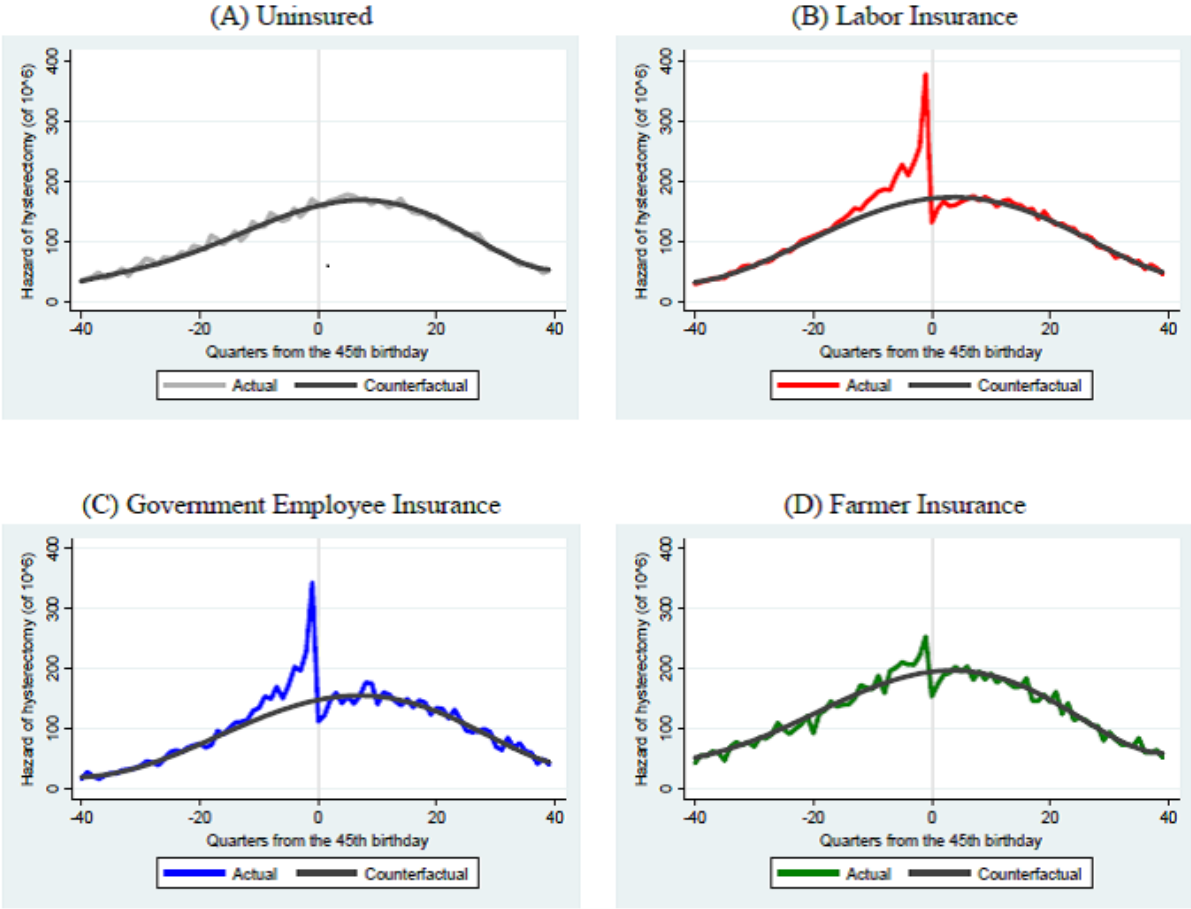 (A) Uninsured
Hazard of hysterectomy (of 10^6)
400
300
200
100
0
-40 -20 0 20 40
Quarters from the 45th birthday
Actual Counterfactual
(B) Labor Insurance
Hazard of hysterectomy (of 10^6)
400
300
200
100
0
-40 -20 0 20 40
Quarters from the 45th birthday
Actual Counterfactual
(C) Government Employee Insurance
Hazard of hysterectomy (of 10^6)
400
300
200
100
0
-40 -20 0 20 40
Quarters from the 45th birthday
Actual Counterfactual
(D) Farmer Insurance
Hazard of hysterectomy (of 10^6)
400
300
200
100
0
-40 -20 0 20 40
Quarters from the 45th birthday
Actual Counterfactual